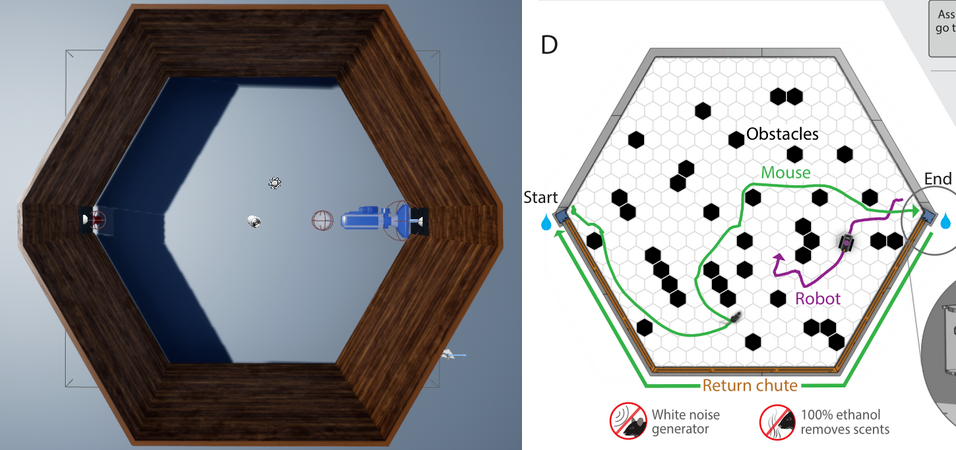 D
Ass
go t
Obstacles
Mouse
Start
End
Robot
Return chute
White noise
generator
100% ethanol
removes scents